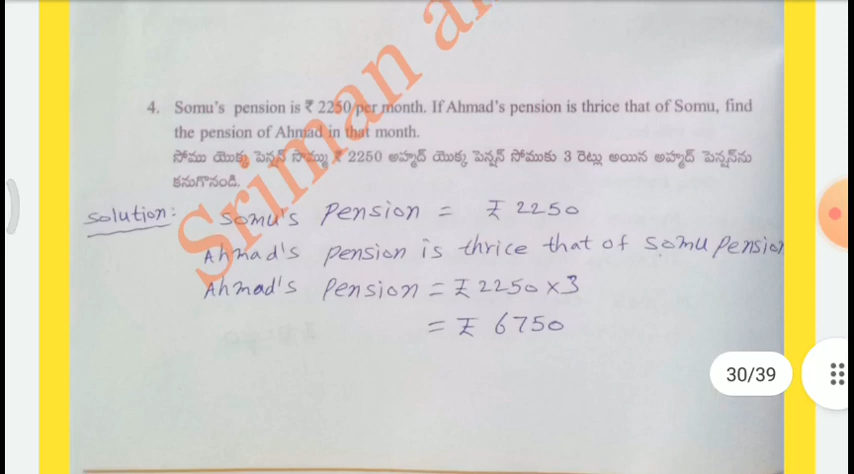 Sriman a
4. Somu's pension is ₹ 2250/per month. If Ahmad's pension is thrice that of Somu, find
the pension of Ahmad in that month.
సోము యొక్క పెన్షన్ సొమ్ము ₹ 2250 అహ్మద్ యొక్క పెన్షన్ సోముకు 3 రెట్లు అయిన అహ్మద్ పెన్షన్‌ను
కనుగొనండి.
Solution: Somu's Pension = ₹ 2250
Ahmad's pension is thrice that of somu pension
Ahmad's Pension = ₹ 2250 × 3
= ₹ 6750
30/39